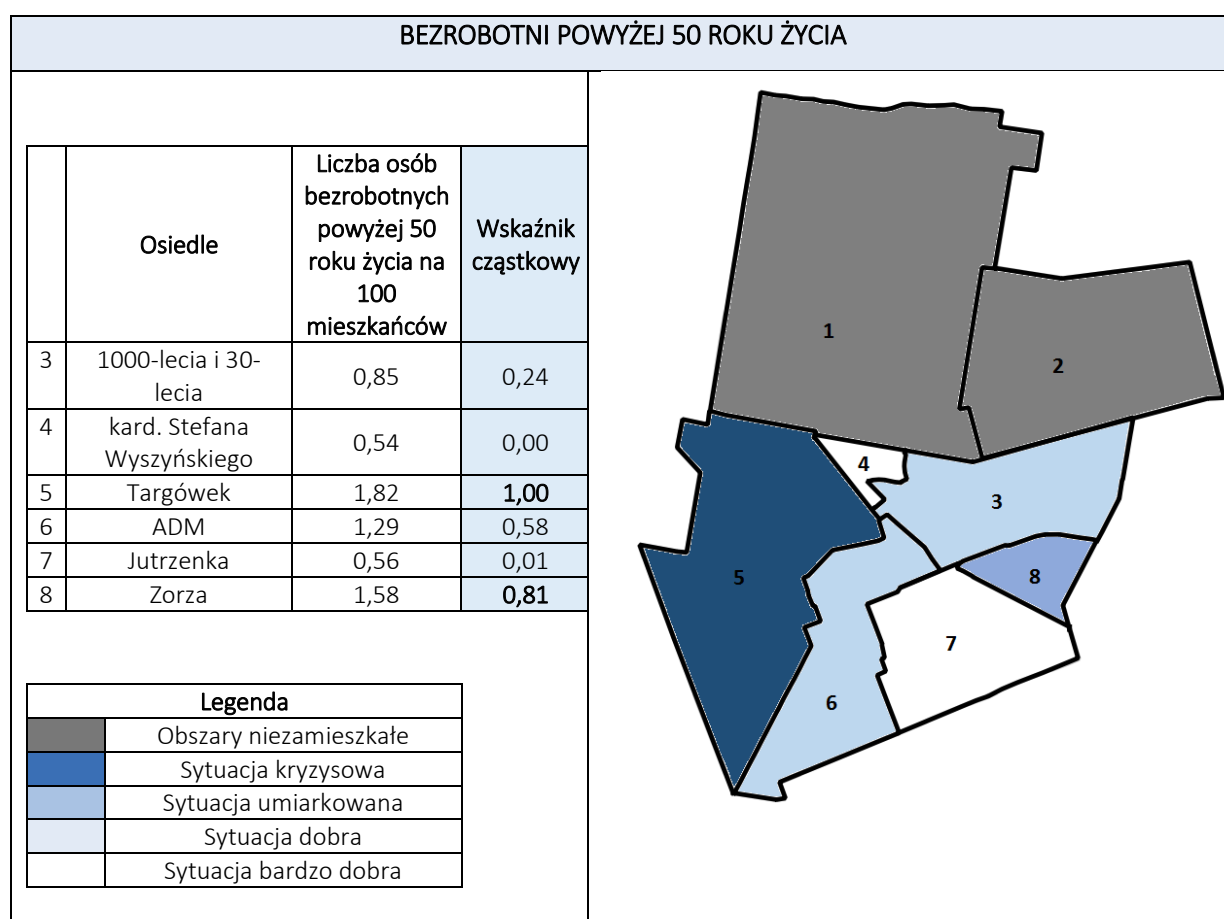 BEZROBOTNI POWYŻEJ 50 ROKU ŻYCIA
Osiedle
Liczba osób
bezrobotnych
powyżej 50
roku życia na
100
mieszkańców
Wskaźnik
cząstkowy
3 1000-lecia i 30-
lecia 0,85 0,24
4 kard. Stefana
Wyszyńskiego 0,54 0,00
5 Targówek 1,82 1,00
6 ADM 1,29 0,58
7 Jutrzenka 0,56 0,01
8 Zorza 1,58 0,81
Legenda
Obszary niezamieszkałe
Sytuacja kryzysowa
Sytuacja umiarkowana
Sytuacja dobra
Sytuacja bardzo dobra
1
2
4
3
5
8
7
6